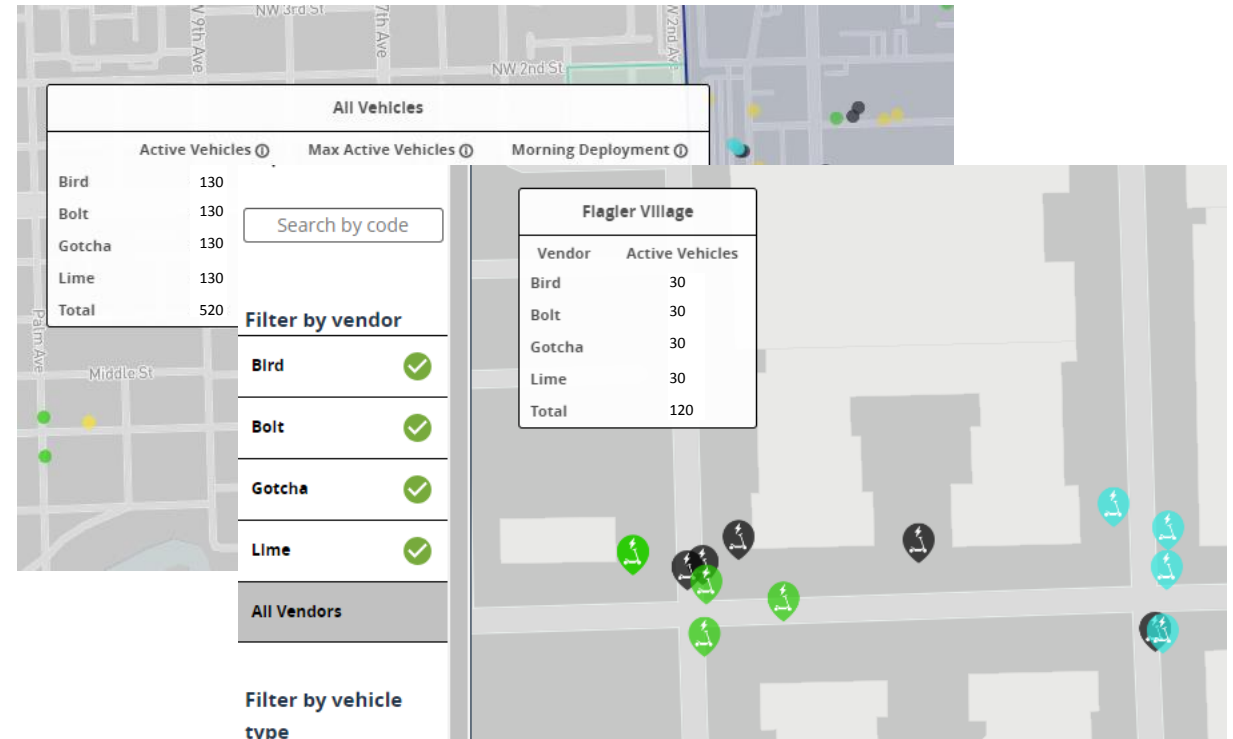 NW 3rd St
W 9th Ave
7th Ave
W 2nd Ave
NW 2nd St
All Vehicles
Active Vehicles Max Active Vehicles Morning Deployment
Bird 130
Bolt 130
Gotcha 130
Lime 130
Total 520
Palm Ave
Middle St
Search by code
Filter by vendor
Bird
Bolt
Gotcha
Lime
All Vendors
Filter by vehicle
type
Flagler Village
Vendor Active Vehicles
Bird 30
Bolt 30
Gotcha 30
Lime 30
Total 120